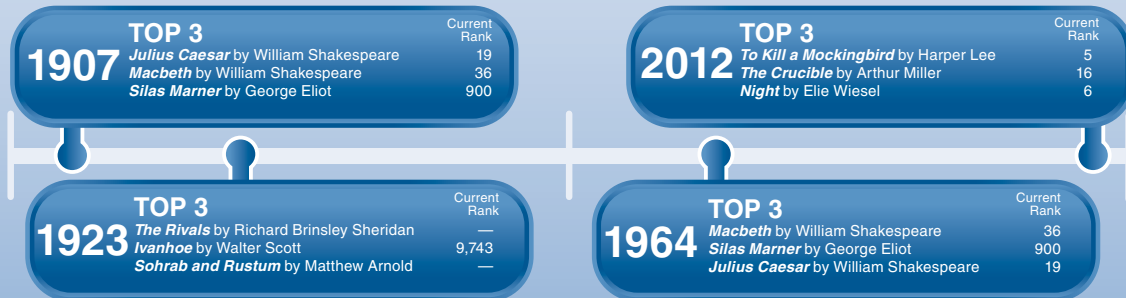 TOP 3
Current
Rank
1907
Julius Caesar by William Shakespeare 19
Macbeth by William Shakespeare 36
Silas Marner by George Eliot 900
TOP 3
Current
Rank
2012
To Kill a Mockingbird by Harper Lee 5
The Crucible by Arthur Miller 16
Night by Elie Wiesel 6
TOP 3
Current
Rank
1923
The Rivals by Richard Brinsley Sheridan —
Ivanhoe by Walter Scott 9,743
Sohrab and Rustum by Matthew Arnold —
TOP 3
Current
Rank
1964
Macbeth by William Shakespeare 36
Silas Marner by George Eliot 900
Julius Caesar by William Shakespeare 19